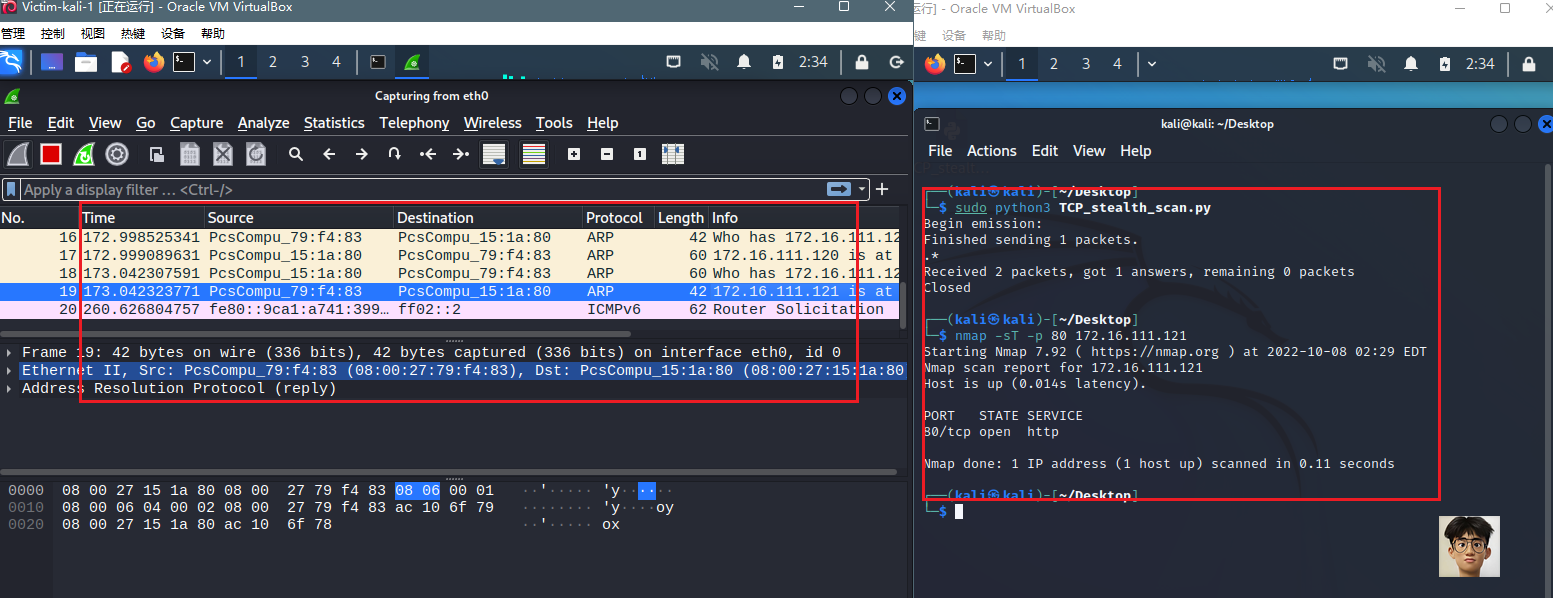 Victim-kali-1 [正在运行] - Oracle VM VirtualBox
管理 控制 视图 热键 设备 帮助
1 2 3 4 2:34
Capturing from eth0
File Edit View Go Capture Analyze Statistics Telephony Wireless Tools Help
Apply a display filter … <Ctrl-/>
No. Time Source Destination Protocol Length Info
16 172.998525341 PcsCompu_79:f4:83 PcsCompu_15:1a:80 ARP 42 Who has 172.16.111.12
17 172.999089631 PcsCompu_15:1a:80 PcsCompu_79:f4:83 ARP 60 172.16.111.120 is at
18 173.042307591 PcsCompu_15:1a:80 PcsCompu_79:f4:83 ARP 60 Who has 172.16.111.12
19 173.042323771 PcsCompu_79:f4:83 PcsCompu_15:1a:80 ARP 42 172.16.111.121 is at
20 260.626804757 fe80::9ca1:a741:399… ff02::2 ICMPv6 62 Router Solicitation
Frame 19: 42 bytes on wire (336 bits), 42 bytes captured (336 bits) on interface eth0, id 0
Ethernet II, Src: PcsCompu_79:f4:83 (08:00:27:79:f4:83), Dst: PcsCompu_15:1a:80 (08:00:27:15:1a:80
Address Resolution Protocol (reply)
0000 08 00 27 15 1a 80 08 00 27 79 f4 83 08 06 00 01 ··'····· 'y······
0010 08 00 06 04 00 02 08 00 27 79 f4 83 ac 10 6f 79 ········ 'y····oy
0020 08 00 27 15 1a 80 ac 10 6f 78 ··'····· ox
运行] - Oracle VM VirtualBox
键 设备 帮助
1 2 3 4 2:34
kali@kali: ~/Desktop
File Actions Edit View Help
┌──(kali㉿kali)-[~/Desktop]
└─$ sudo python3 TCP_stealth_scan.py
Begin emission:
Finished sending 1 packets.
.*
Received 2 packets, got 1 answers, remaining 0 packets
Closed
┌──(kali㉿kali)-[~/Desktop]
└─$ nmap -sT -p 80 172.16.111.121
Starting Nmap 7.92 ( https://nmap.org ) at 2022-10-08 02:29 EDT
Nmap scan report for 172.16.111.121
Host is up (0.014s latency).
PORT STATE SERVICE
80/tcp open http
Nmap done: 1 IP address (1 host up) scanned in 0.11 seconds
┌──(kali㉿kali)-[~/Desktop]
└─$